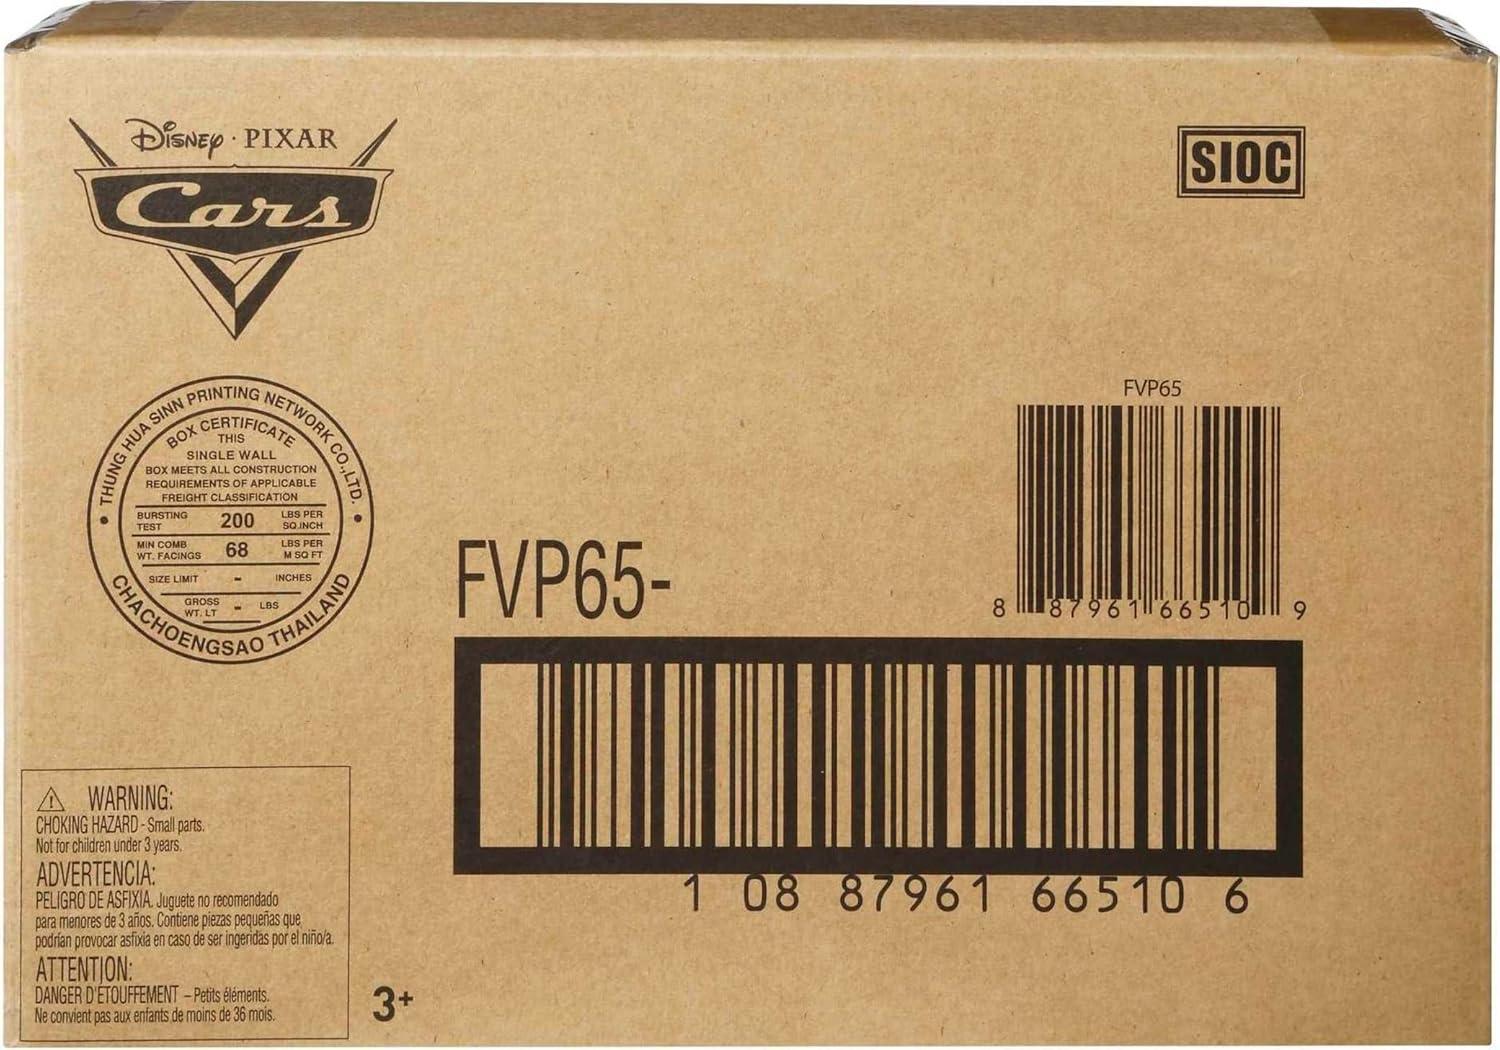 Disney · PIXAR
Cars
SIOC
THUNG HUA SINN PRINTING NETWORK CO.,LTD.
BOX CERTIFICATE
THIS
SINGLE WALL
BOX MEETS ALL CONSTRUCTION
REQUIREMENTS OF APPLICABLE
FREIGHT CLASSIFICATION
BURSTING TEST 200 LBS PER SQ.INCH
MIN COMB WT. FACINGS 68 LBS PER M SQ FT
SIZE LIMIT - INCHES
GROSS WT. LT - LBS
CHACHOENGSAO THAILAND
FVP65
8 87961 66510 9
FVP65-
1 08 87961 66510 6
WARNING:
CHOKING HAZARD - Small parts.
Not for children under 3 years.
ADVERTENCIA:
PELIGRO DE ASFIXIA. Juguete no recomendado
para menores de 3 años. Contiene piezas pequeñas que
podrían provocar asfixia en caso de ser ingeridas por el niño/a.
ATTENTION:
DANGER D'ÉTOUFFEMENT – Petits éléments.
Ne convient pas aux enfants de moins de 36 mois.
3+